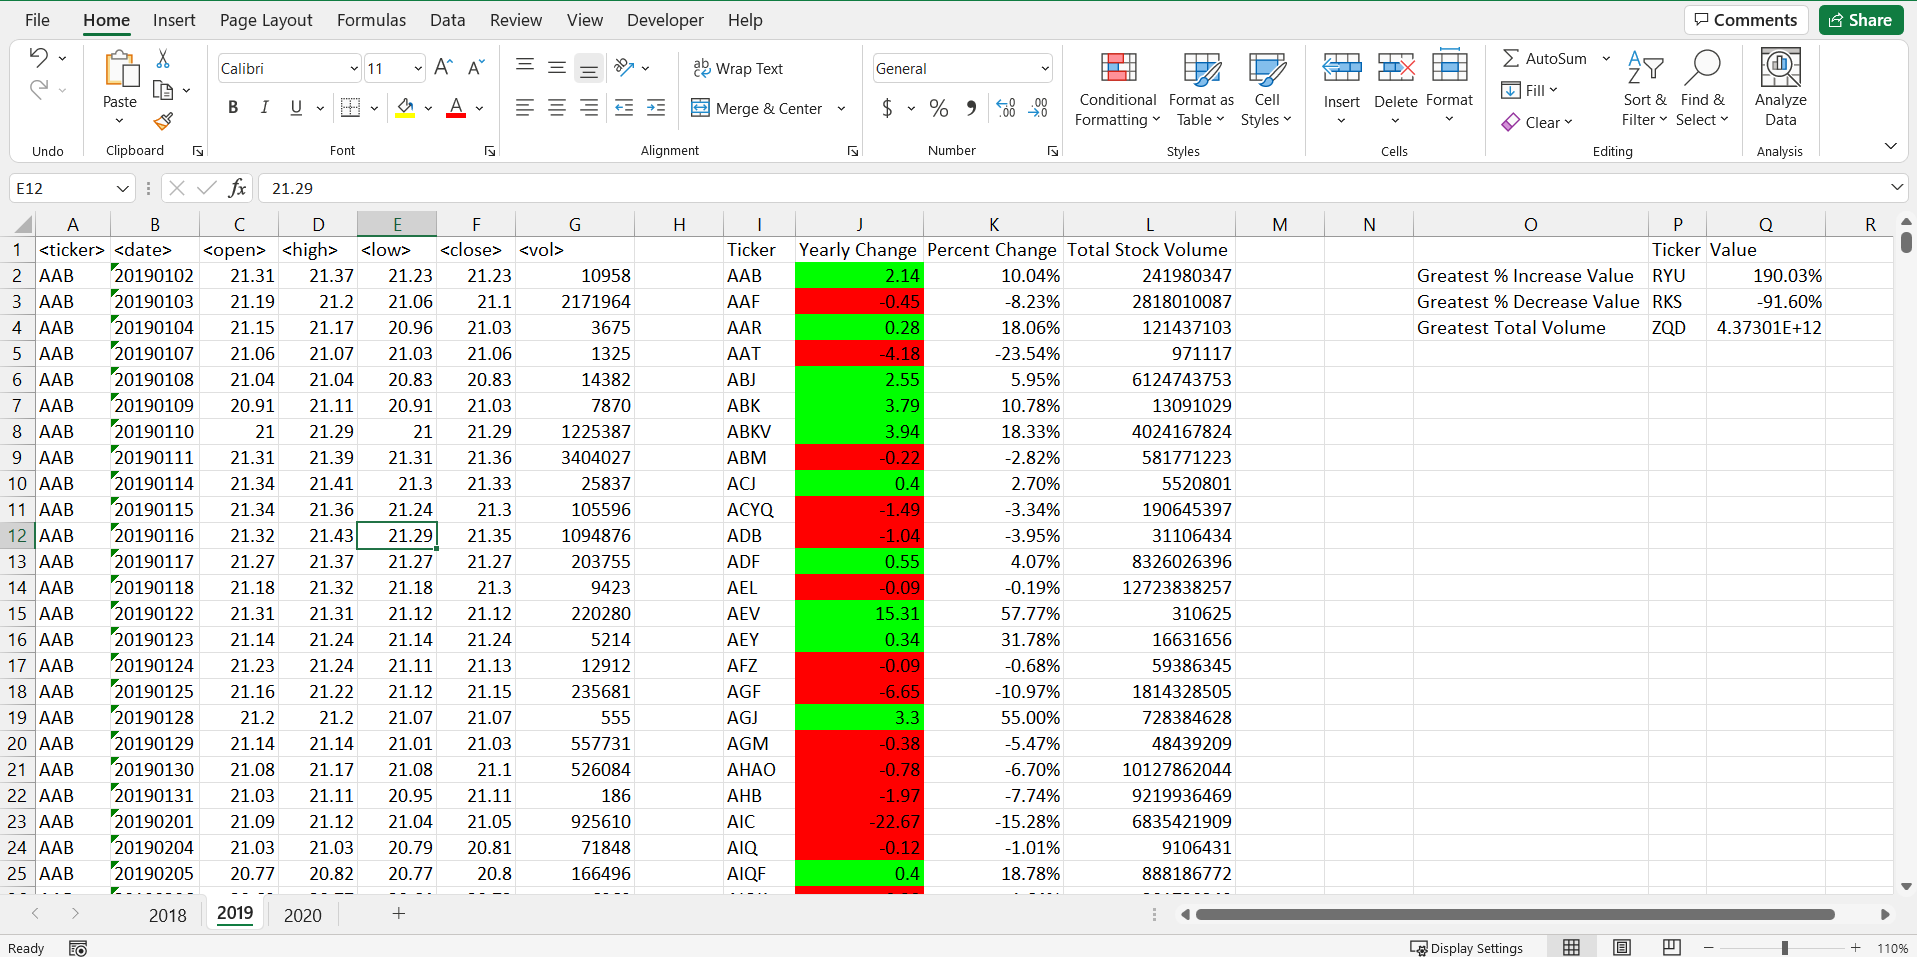 File Home Insert Page Layout Formulas Data Review View Developer Help Comments Share
Calibri 11 Wrap Text General AutoSum
Paste B I U Merge & Center $ % Conditional Formatting Format as Table Cell Styles Insert Delete Format Fill Clear Sort & Filter Find & Select Analyze Data
Undo Clipboard Font Alignment Number Styles Cells Editing Analysis
E12 fx 21.29
A B C D E F G H I J K L M N O P Q R
1 <ticker> <date> <open> <high> <low> <close> <vol> Ticker Yearly Change Percent Change Total Stock Volume Ticker Value
2 AAB 20190102 21.31 21.37 21.23 21.23 10958 AAB 2.14 10.04% 241980347 Greatest % Increase Value RYU 190.03%
3 AAB 20190103 21.19 21.2 21.06 21.1 2171964 AAF -0.45 -8.23% 2818010087 Greatest % Decrease Value RKS -91.60%
4 AAB 20190104 21.15 21.17 20.96 21.03 3675 AAR 0.28 18.06% 121437103 Greatest Total Volume ZQD 4.37301E+12
5 AAB 20190107 21.06 21.07 21.03 21.06 1325 AAT -4.18 -23.54% 971117
6 AAB 20190108 21.04 21.04 20.83 20.83 14382 ABJ 2.55 5.95% 6124743753
7 AAB 20190109 20.91 21.11 20.91 21.03 7870 ABK 3.79 10.78% 13091029
8 AAB 20190110 21 21.29 21 21.29 1225387 ABKV 3.94 18.33% 4024167824
9 AAB 20190111 21.31 21.39 21.31 21.36 3404027 ABM -0.22 -2.82% 581771223
10 AAB 20190114 21.34 21.41 21.3 21.33 25837 ACJ 0.4 2.70% 5520801
11 AAB 20190115 21.34 21.36 21.24 21.3 105596 ACYQ -1.49 -3.34% 190645397
12 AAB 20190116 21.32 21.43 21.29 21.35 1094876 ADB -1.04 -3.95% 31106434
13 AAB 20190117 21.27 21.37 21.27 21.27 203755 ADF 0.55 4.07% 8326026396
14 AAB 20190118 21.18 21.32 21.18 21.3 9423 AEL -0.09 -0.19% 12723838257
15 AAB 20190122 21.31 21.31 21.12 21.12 220280 AEV 15.31 57.77% 310625
16 AAB 20190123 21.14 21.24 21.14 21.24 5214 AEY 0.34 31.78% 16631656
17 AAB 20190124 21.23 21.24 21.11 21.13 12912 AFZ -0.09 -0.68% 59386345
18 AAB 20190125 21.16 21.22 21.12 21.15 235681 AGF -6.65 -10.97% 1814328505
19 AAB 20190128 21.2 21.2 21.07 21.07 555 AGJ 3.3 55.00% 728384628
20 AAB 20190129 21.14 21.14 21.01 21.03 557731 AGM -0.38 -5.47% 48439209
21 AAB 20190130 21.08 21.17 21.08 21.1 526084 AHAO -0.78 -6.70% 10127862044
22 AAB 20190131 21.03 21.11 20.95 21.11 186 AHB -1.97 -7.74% 9219936469
23 AAB 20190201 21.09 21.12 21.04 21.05 925610 AIC -22.67 -15.28% 6835421909
24 AAB 20190204 21.03 21.03 20.79 20.81 71848 AIQ -0.12 -1.01% 9106431
25 AAB 20190205 20.77 20.82 20.77 20.8 166496 AIQF 0.4 18.78% 888186772
2018 2019 2020
Ready Display Settings 110%